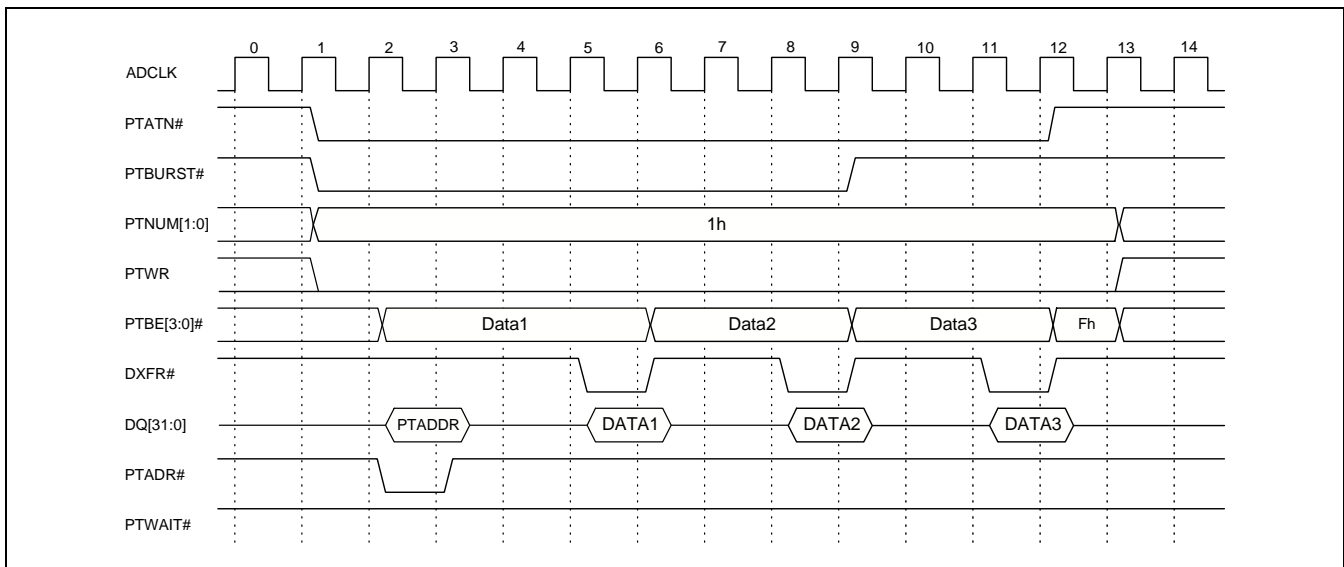 0 1 2 3 4 5 6 7 8 9 10 11 12 13 14
ADCLK
PTATN#
PTBURST#
PTNUM[1:0] 1h
PTWR
PTBE[3:0]# Data1 Data2 Data3 Fh
DXFR#
DQ[31:0] PTADDR DATA1 DATA2 DATA3
PTADR#
PTWAIT#